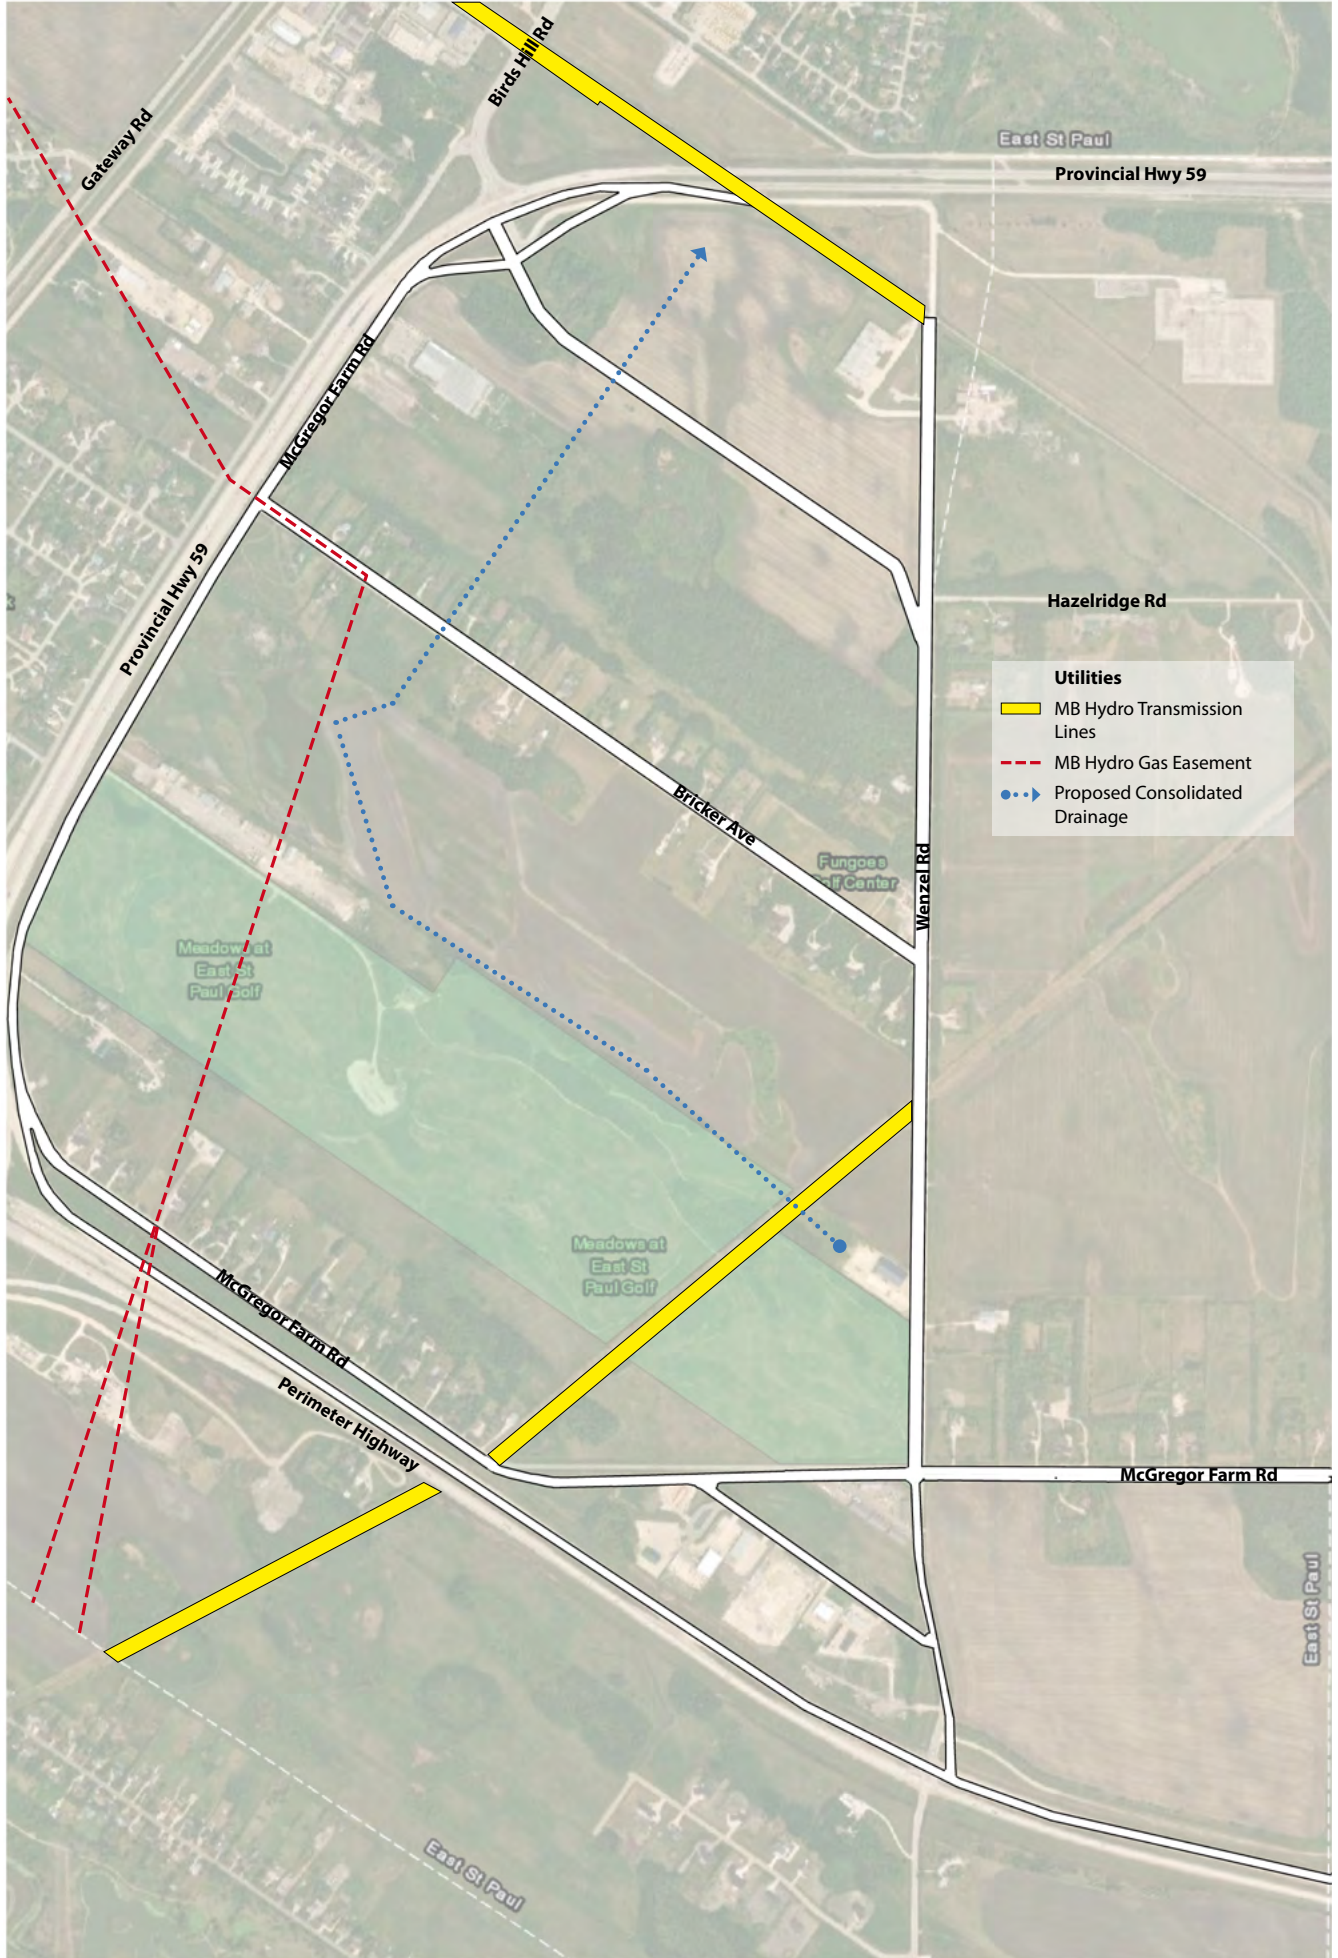 Birds Hill Rd
Gateway Rd
East St Paul
Provincial Hwy 59
McGregor Farm Rd
Provincial Hwy 59
Hazelridge Rd
Utilities
MB Hydro Transmission
Lines
MB Hydro Gas Easement
Proposed Consolidated
Drainage
Bricker Ave
Fungoes
Golf Center
Wenzel Rd
Meadows at
East St
Paul Golf
Meadows at
East St
Paul Golf
McGregor Farm Rd
Perimeter Highway
McGregor Farm Rd
East St Paul
East St Paul